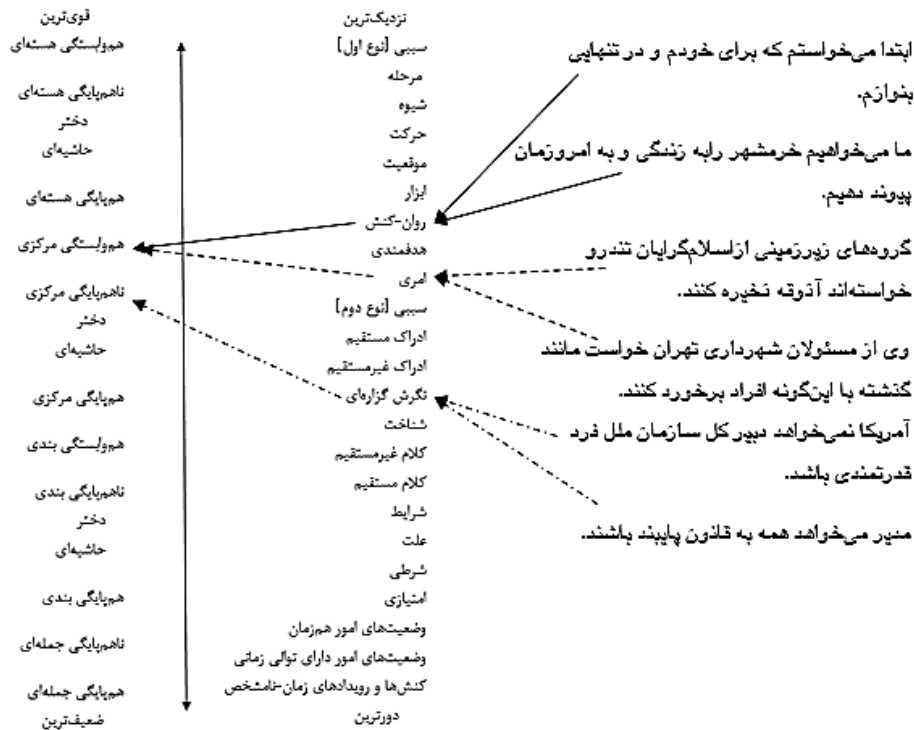 ابتدا می‌خواستم که برای خودم و در تنهایی
بنوازم.
ما می‌خواهیم خرمشهر رابه زندگی و به امروزمان
پیوند دهیم.
گروه‌های زیرزمینی ازاسلام‌گرایان تندرو
خواسته‌اند آذوقه ذخیره کنند.
وی از مسئولان شهرداری تهران خواست مانند
گذشته با این‌گونه افراد برخورد کنند.
آمریکا نمی‌خواهد دبیر کل سازمان ملل فرد
قدرتمندی باشد.
مدیر می‌خواهد همه به قانون پایبند باشند.
نزدیک‌ترین
سببی [نوع اول]
مرحله
شیوه
حرکت
موقعیت
ابزار
روان-کنش
هدفمندی
امری
سببی [نوع دوم]
ادراک مستقیم
ادراک غیرمستقیم
نگرش گزاره‌ای
شناخت
کلام غیرمستقیم
کلام مستقیم
شرایط
علت
شرطی
امتیازی
وضعیت‌های امور هم‌زمان
وضعیت‌های امور دارای توالی زمانی
کنش‌ها و رویدادهای زمان-نامشخص
دورترین
قوی‌ترین
هم‌وابستگی هسته‌ای
ناهم‌پایگی هسته‌ای
دختر
حاشیه‌ای
هم‌پایگی هسته‌ای
هم‌وابستگی مرکزی
ناهم‌پایگی مرکزی
دختر
حاشیه‌ای
هم‌پایگی مرکزی
هم‌وابستگی بندی
ناهم‌پایگی بندی
دختر
حاشیه‌ای
هم‌پایگی بندی
ناهم‌پایگی جمله‌ای
هم‌پایگی جمله‌ای
ضعیف‌ترین